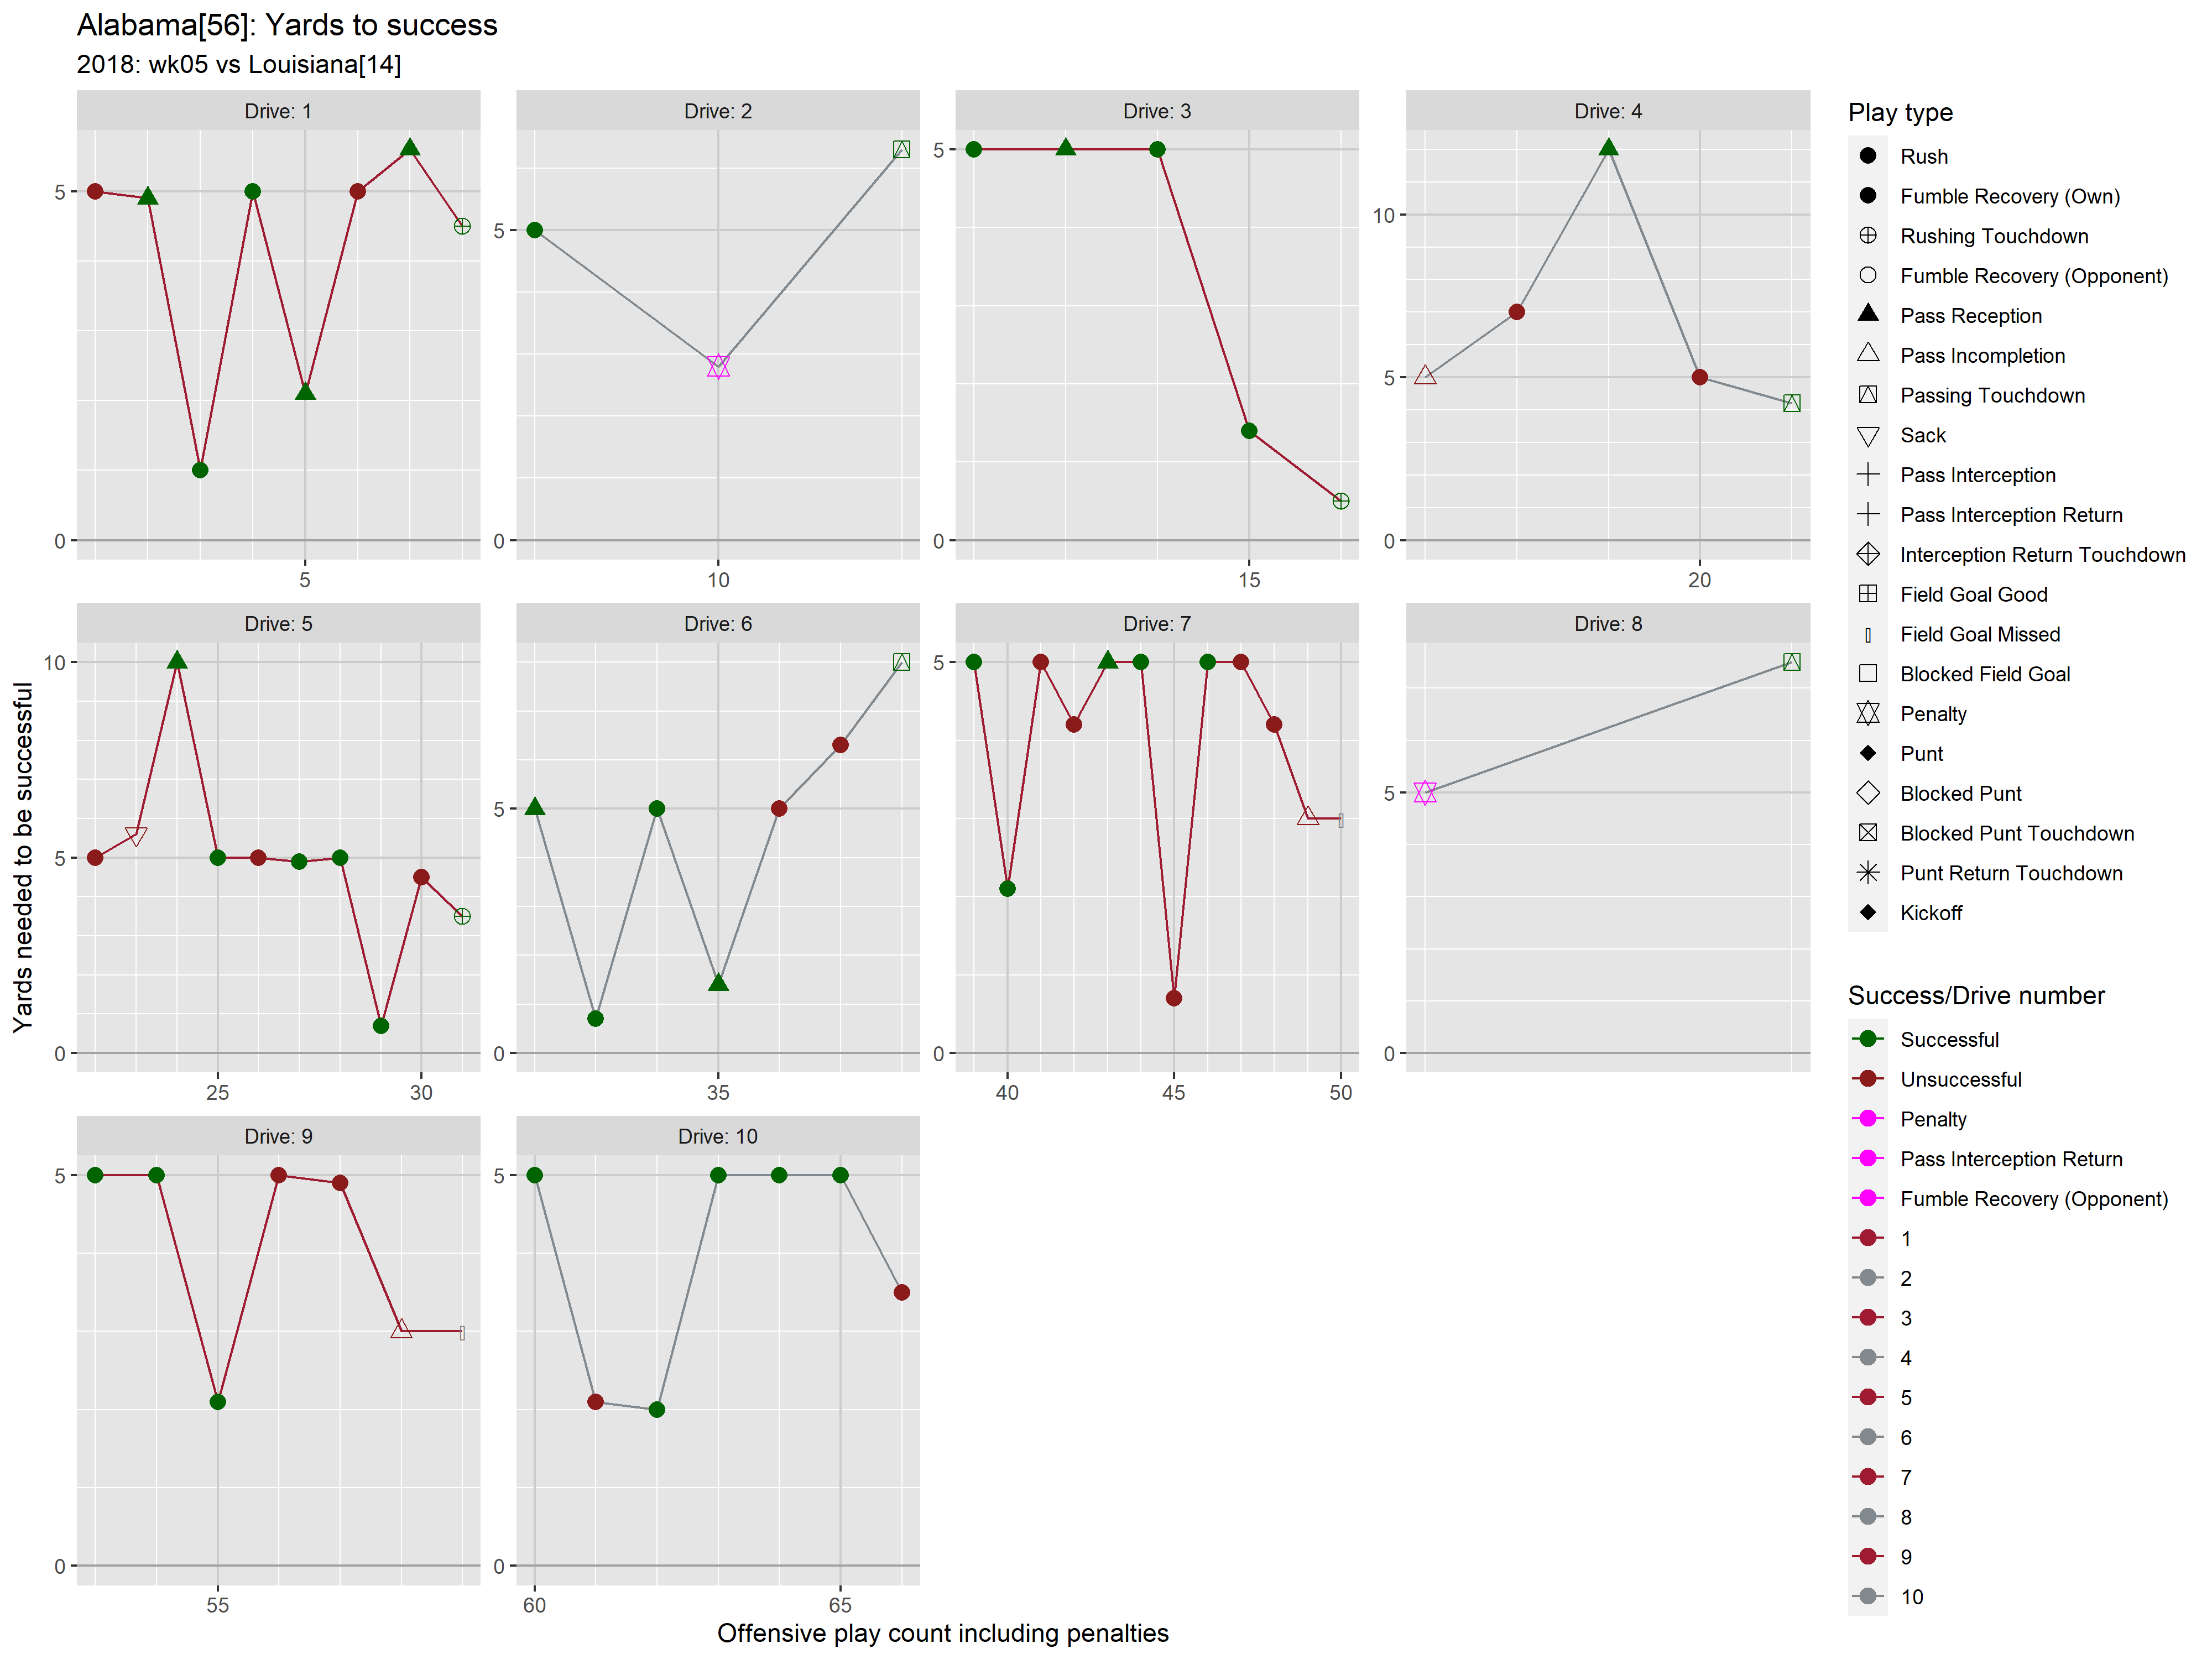 Alabama[56]: Yards to success
2018: wk05 vs Louisiana[14]
Drive: 1
Drive: 2
Drive: 3
Drive: 4
5
0
5
5
0
10
5
0
15
10
5
0
20
Drive: 5
Drive: 6
Drive: 7
Drive: 8
10
5
0
25 30
5
0
35
5
0
40 45 50
5
0
Drive: 9
Drive: 10
5
0
55
5
0
60 65
Yards needed to be successful
Offensive play count including penalties
Play type
Rush
Fumble Recovery (Own)
Rushing Touchdown
Fumble Recovery (Opponent)
Pass Reception
Pass Incompletion
Passing Touchdown
Sack
Pass Interception
Pass Interception Return
Interception Return Touchdown
Field Goal Good
Field Goal Missed
Blocked Field Goal
Penalty
Punt
Blocked Punt
Blocked Punt Touchdown
Punt Return Touchdown
Kickoff
Success/Drive number
Successful
Unsuccessful
Penalty
Pass Interception Return
Fumble Recovery (Opponent)
1
2
3
4
5
6
7
8
9
10